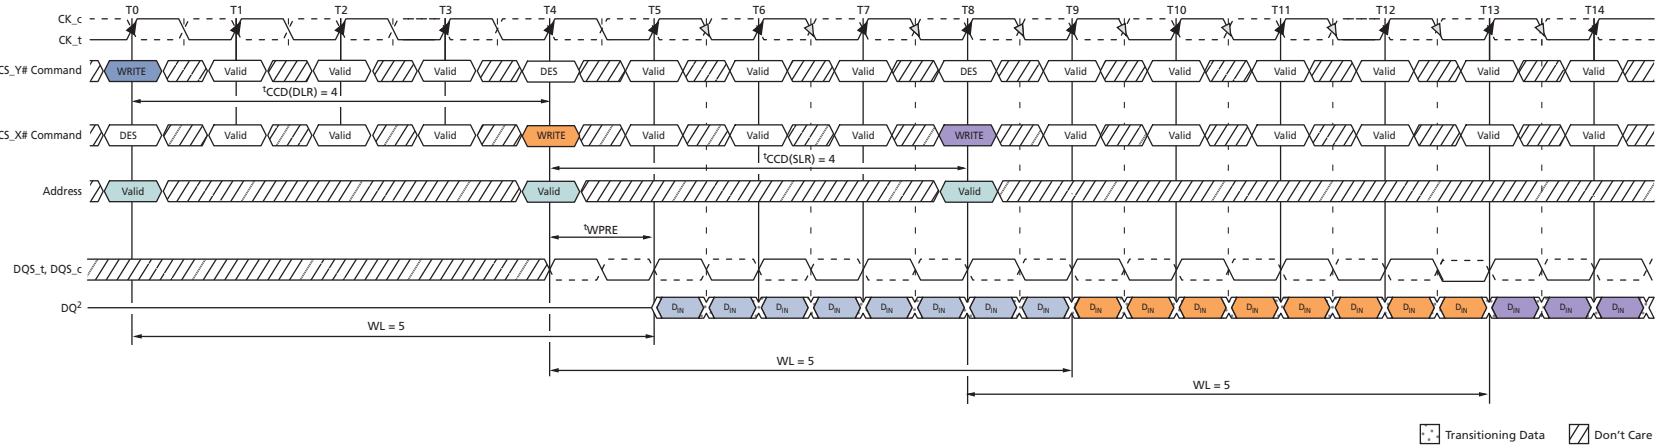 T0 T1 T2 T3 T4 T5 T6 T7 T8 T9 T10 T11 T12 T13 T14
CK_c
CK_t
CS_Y# Command WRITE Valid Valid Valid DES Valid Valid Valid DES Valid Valid Valid Valid Valid Valid
tCCD(DLR) = 4
CS_X# Command DES Valid Valid Valid WRITE Valid Valid Valid WRITE Valid Valid Valid Valid Valid Valid
tCCD(SLR) = 4
Address Valid Valid Valid
tWPRE
DQS_t, DQS_c
DQ2 DIN DIN DIN DIN DIN DIN DIN DIN DIN DIN DIN DIN DIN DIN DIN DIN DIN DIN DIN
WL = 5
WL = 5
WL = 5
Transitioning Data Don't Care